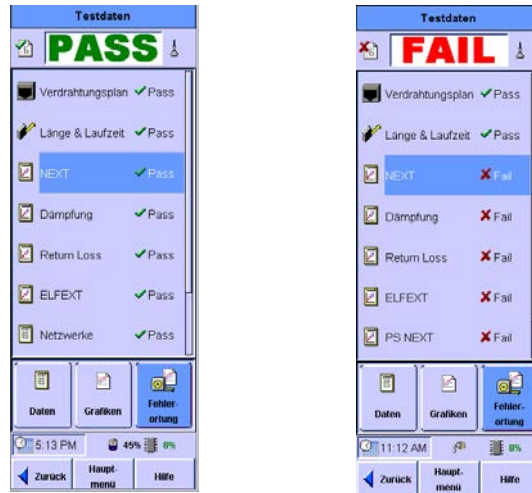 Testdaten
PASS
Verdrahtungsplan Pass
Länge & Laufzeit Pass
NEXT Pass
Dämpfung Pass
Return Loss Pass
ELFEXT Pass
Netzwerke Pass
Daten Grafiken Fehler-
ortung
5:13 PM 45% 8%
Zurück Haupt-
menü Hilfe
Testdaten
FAIL
Verdrahtungsplan Pass
Länge & Laufzeit Pass
NEXT Fail
Dämpfung Fail
Return Loss Fail
ELFEXT Fail
PS NEXT Fail
Daten Grafiken Fehler-
ortung
11:12 AM 8%
Zurück Haupt-
menü Hilfe